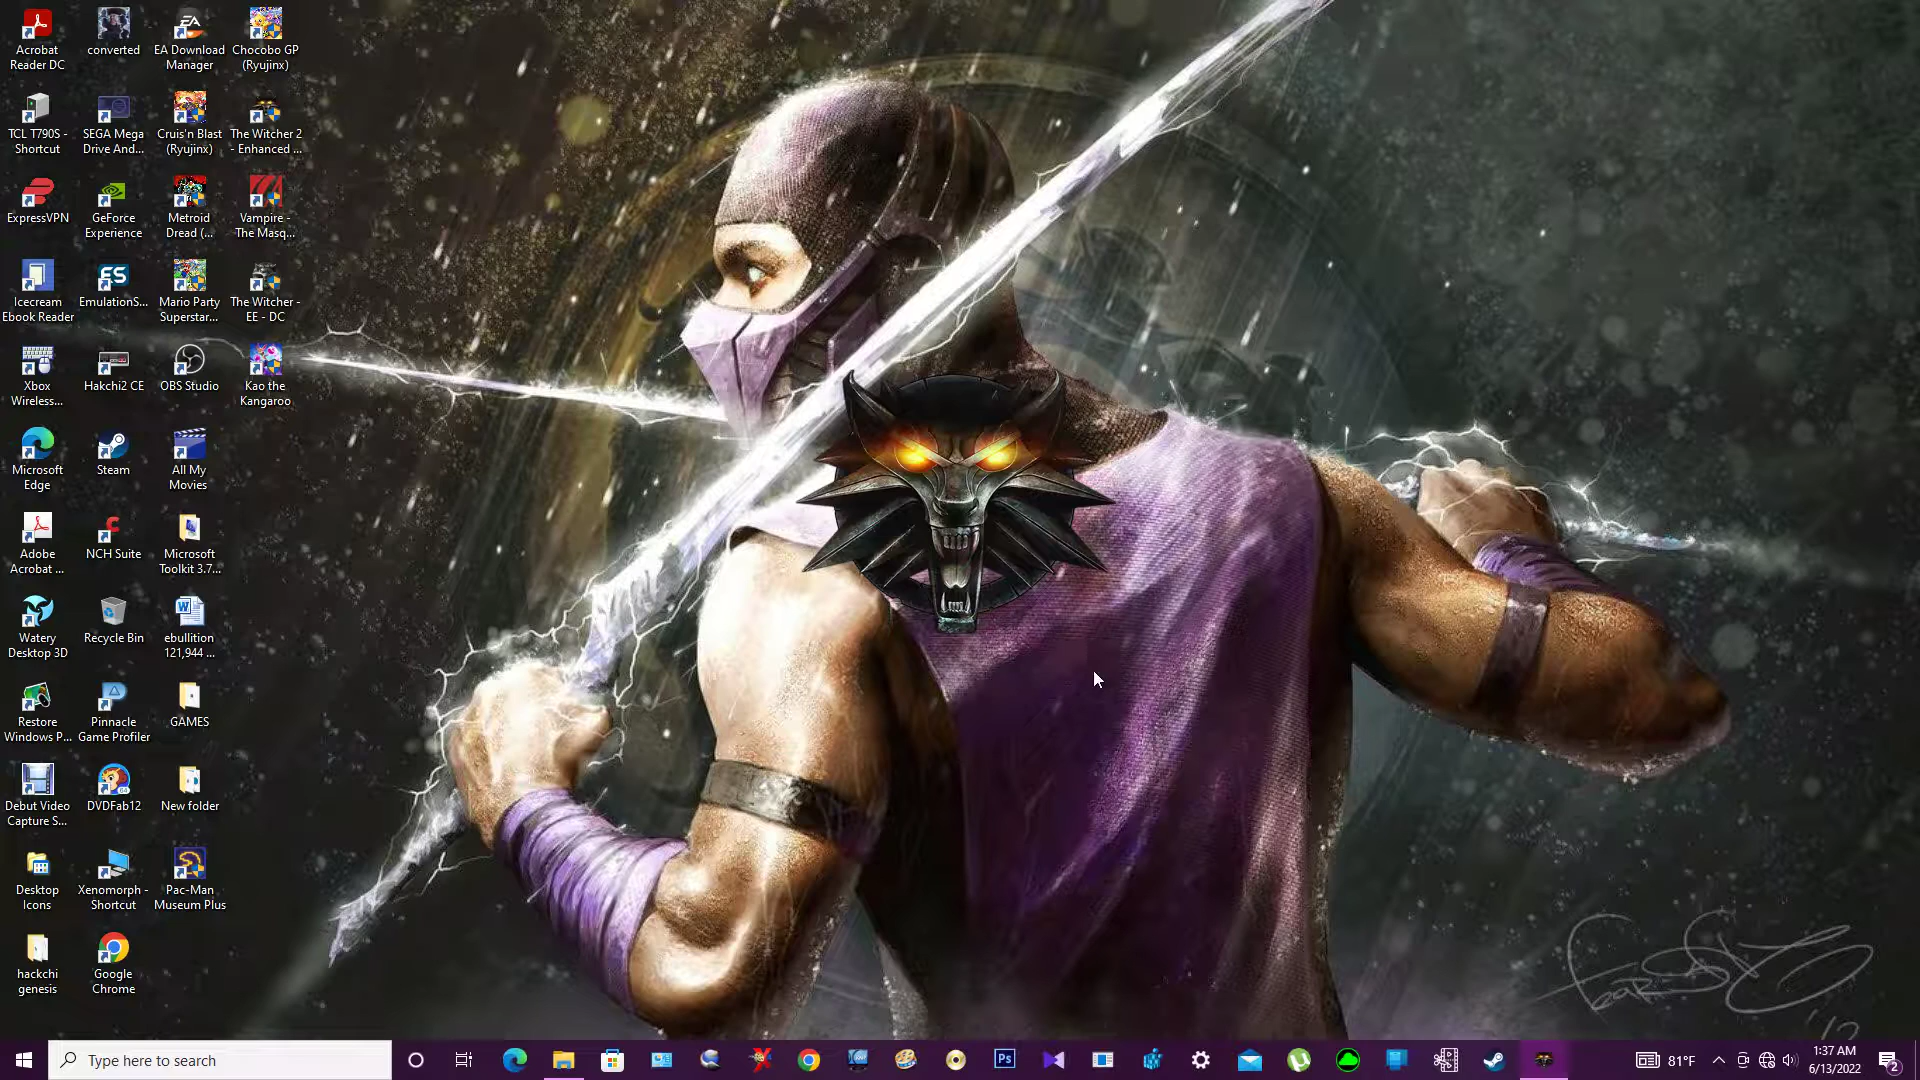 Acrobat
Reader DC
converted
EA Download
Manager
Chocobo GP
(Ryujinx)
TCL T790S -
Shortcut
SEGA Mega
Drive And...
Cruis'n Blast
(Ryujinx)
The Witcher 2
- Enhanced ...
ExpressVPN
GeForce
Experience
Metroid
Dread (...
Vampire -
The Masq...
Icecream
Ebook Reader
EmulationS...
Mario Party
Superstar...
The Witcher -
EE - DC
Xbox
Wireless...
Hakchi2 CE
OBS Studio
Kao the
Kangaroo
Microsoft
Edge
Steam
All My
Movies
Adobe
Acrobat ...
NCH Suite
Microsoft
Toolkit 3.7...
Watery
Desktop 3D
Recycle Bin
ebullition
121,944 ...
Restore
Windows P...
Pinnacle
Game Profiler
GAMES
Debut Video
Capture S...
DVDFab12
New folder
Desktop
Icons
Xenomorph -
Shortcut
Pac-Man
Museum Plus
hackchi
genesis
Google
Chrome
Type here to search
Ps
81°F
1:37 AM
6/13/2022
2